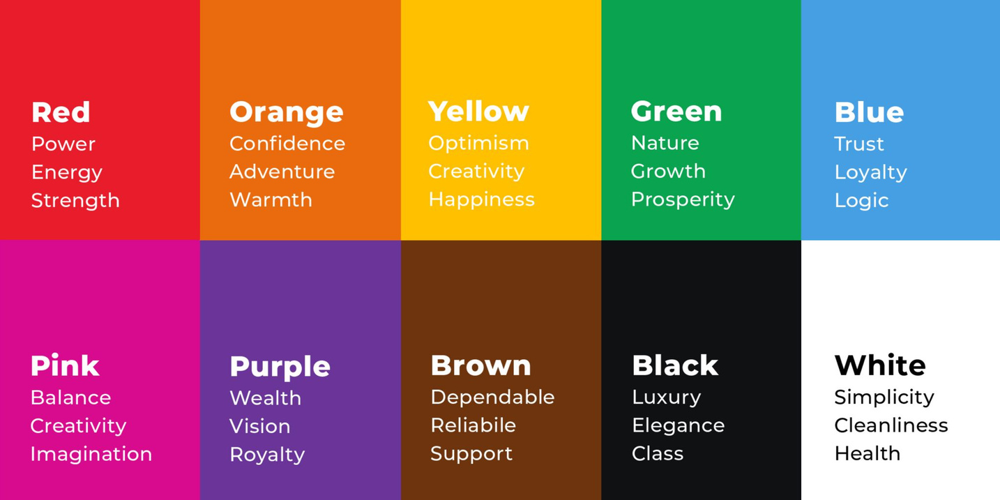 Red
Power
Energy
Strength
Orange
Confidence
Adventure
Warmth
Yellow
Optimism
Creativity
Happiness
Green
Nature
Growth
Prosperity
Blue
Trust
Loyalty
Logic
Pink
Balance
Creativity
Imagination
Purple
Wealth
Vision
Royalty
Brown
Dependable
Reliabile
Support
Black
Luxury
Elegance
Class
White
Simplicity
Cleanliness
Health